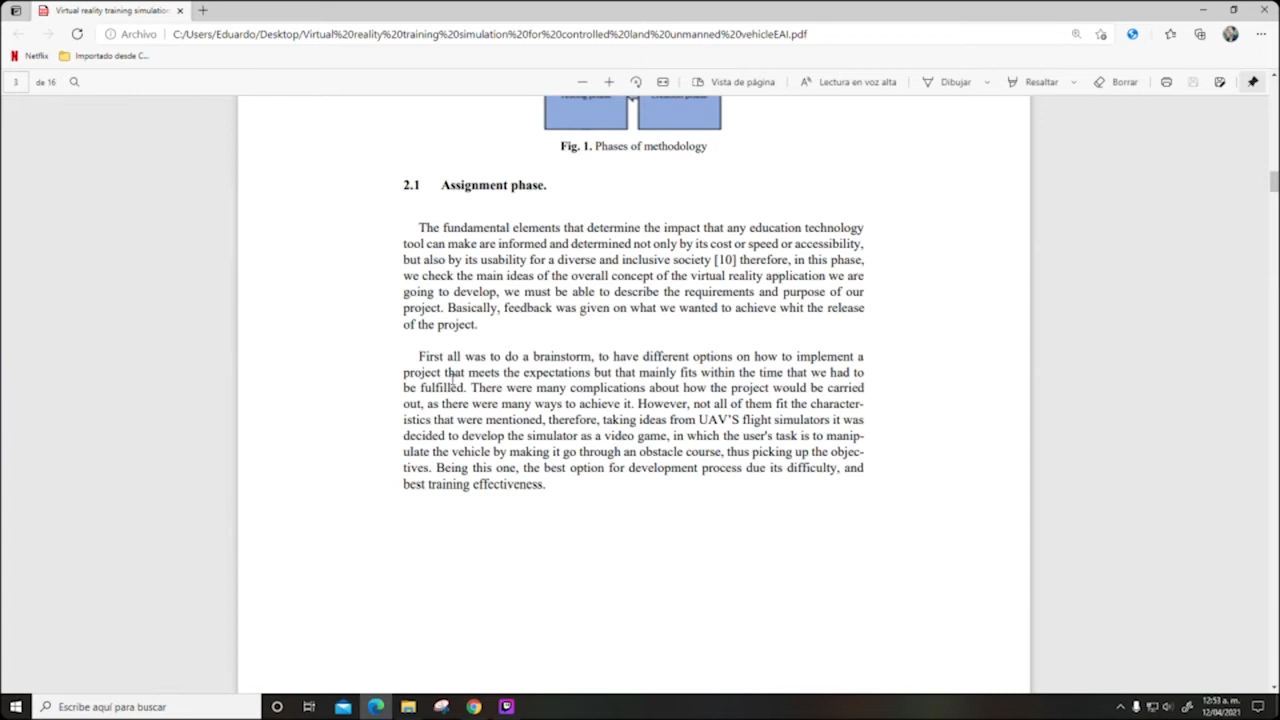 Virtual reality training simulatio
Archivo
C:/Users/Eduardo/Desktop/Virtual%20reality%20training%20simulation%20for%20controlled%20land%20unmanned%20vehicleEAI.pdf
Netflix
Importado desde C...
3
de 16
Vista de página
Lectura en voz alta
Dibujar
Resaltar
Borrar
Fig. 1. Phases of methodology
2.1 Assignment phase.
The fundamental elements that determine the impact that any education technology
tool can make are informed and determined not only by its cost or speed or accessibility,
but also by its usability for a diverse and inclusive society [10] therefore, in this phase,
we check the main ideas of the overall concept of the virtual reality application we are
going to develop, we must be able to describe the requirements and purpose of our
project. Basically, feedback was given on what we wanted to achieve whit the release
of the project.
First all was to do a brainstorm, to have different options on how to implement a
project that meets the expectations but that mainly fits within the time that we had to
be fulfilled. There were many complications about how the project would be carried
out, as there were many ways to achieve it. However, not all of them fit the character-
istics that were mentioned, therefore, taking ideas from UAV'S flight simulators it was
decided to develop the simulator as a video game, in which the user's task is to manip-
ulate the vehicle by making it go through an obstacle course, thus picking up the objec-
tives. Being this one, the best option for development process due its difficulty, and
best training effectiveness.
Escribe aquí para buscar
12:53 a. m.
12/04/2021